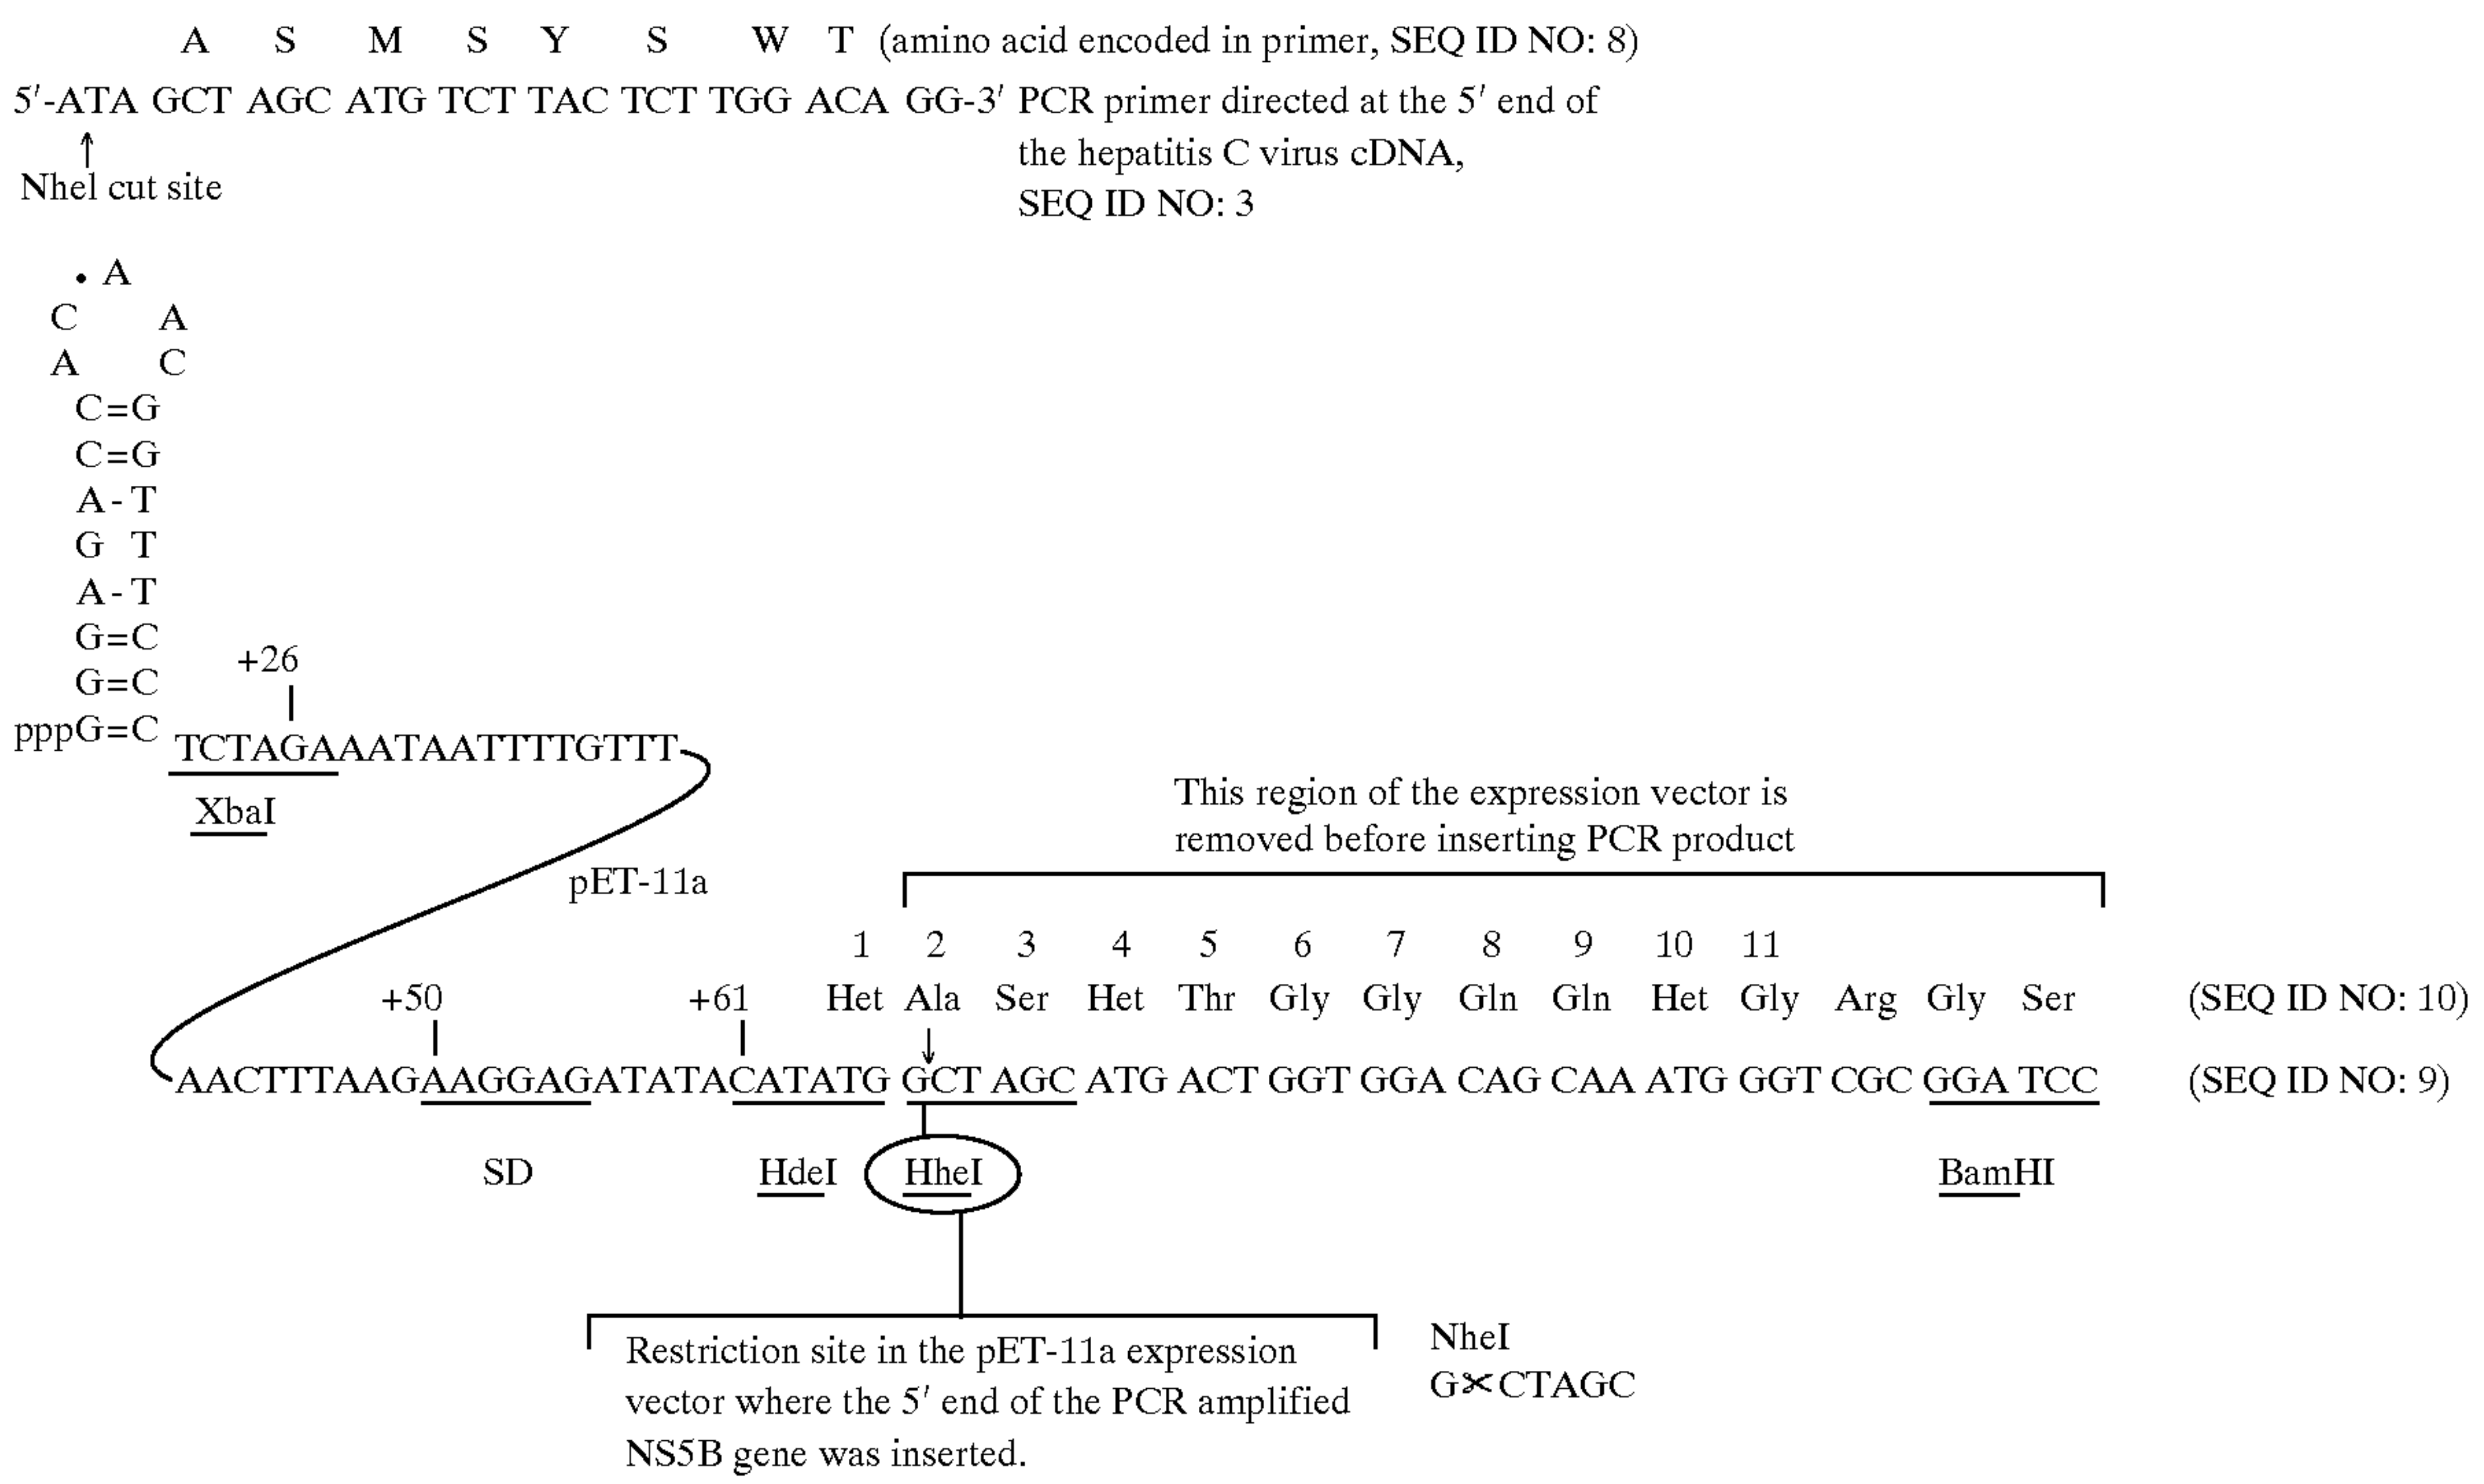 A S M S Y S W T (amino acid encoded in primer, SEQ ID NO: 8)
5′-ATA GCT AGC ATG TCT TAC TCT TGG ACA GG-3′ PCR primer directed at the 5′ end of
the hepatitis C virus cDNA,
SEQ ID NO: 3
↑
Nhel cut site
• A
C A
A C
C=G
C=G
A-T
G T
A-T
G=C
G=C
pppG=C
+26
TCTAGAAATAATTTTGTTT
XbaI
pET-11a
This region of the expression vector is
removed before inserting PCR product
1 2 3 4 5 6 7 8 9 10 11
+50 +61 Het Ala Ser Het Thr Gly Gly Gln Gln Het Gly Arg Gly Ser (SEQ ID NO: 10)
AACTTTAAGAAGGAGATATACATATG GCT AGC ATG ACT GGT GGA CAG CAA ATG GGT CGC GGA TCC (SEQ ID NO: 9)
SD HdeI HheI BamHI
Restriction site in the pET-11a expression
vector where the 5′ end of the PCR amplified
NS5B gene was inserted.
NheI
G✂CTAGC